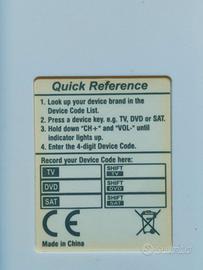 Quick Reference
1. Look up your device brand in the
Device Code List.
2. Press a device key. e.g. TV, DVD or SAT.
3. Hold down "CH+" and "VOL-" until
indicator lights up.
4. Enter the 4-digit Device Code.
Record your Device Code here:
TV SHIFT TV
DVD SHIFT DVD
SAT SHIFT SAT
CE
Made in China
subito